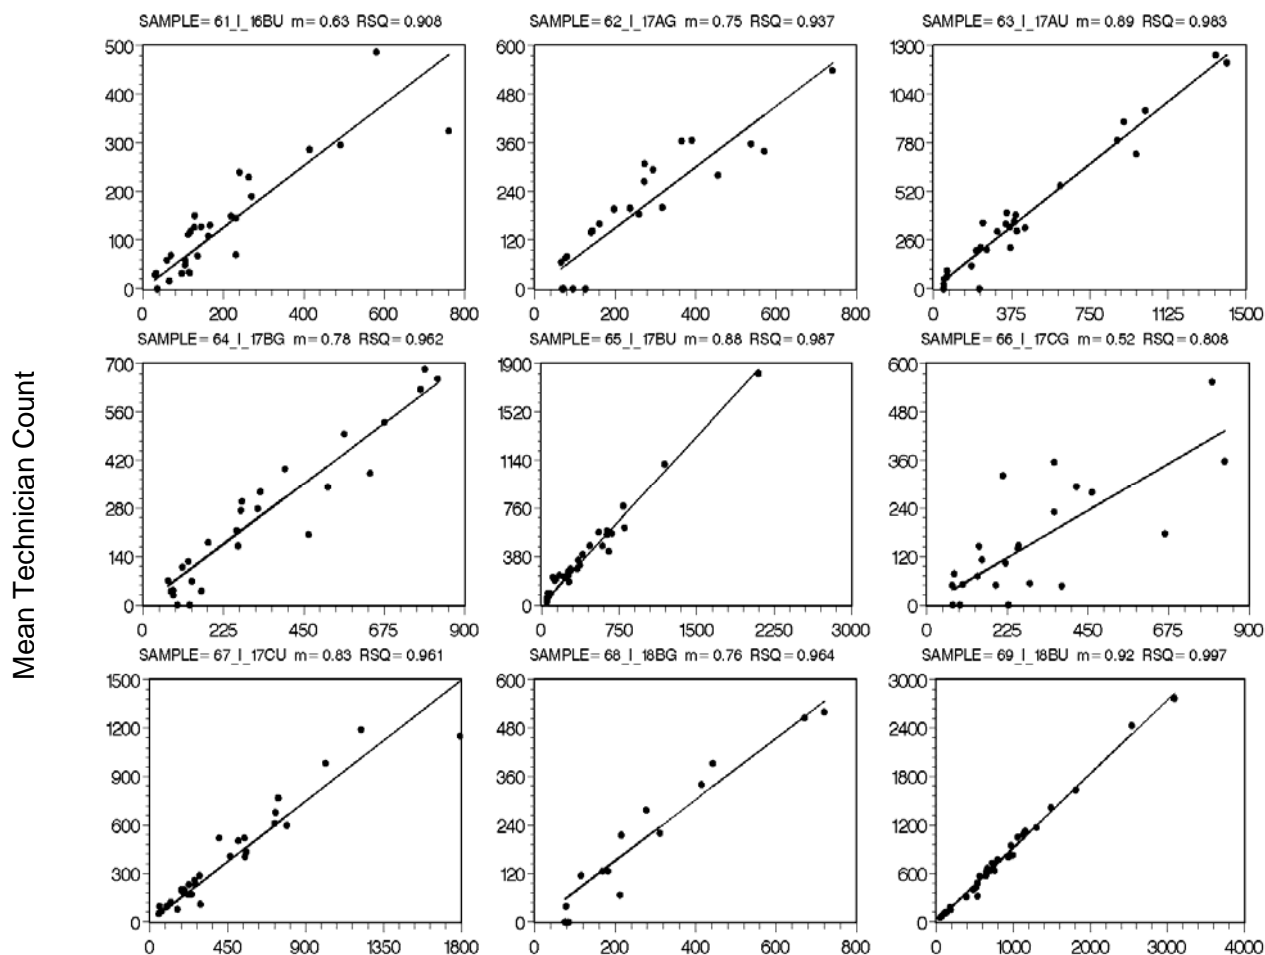 SAMPLE= 61_I_16BU m= 0.63 RSQ= 0.908
500
400
300
200
100
0
0 200 400 600 800
SAMPLE= 62_I_17AG m= 0.75 RSQ= 0.937
600
480
360
240
120
0
0 200 400 600 800
SAMPLE= 63_I_17AU m= 0.89 RSQ= 0.983
1300
1040
780
520
260
0
0 375 750 1125 1500
Mean Technician Count
SAMPLE= 64_I_17BG m= 0.78 RSQ= 0.962
700
560
420
280
140
0
0 225 450 675 900
SAMPLE= 65_I_17BU m= 0.88 RSQ= 0.987
1900
1520
1140
760
380
0
0 750 1500 2250 3000
SAMPLE= 66_I_17CG m= 0.52 RSQ= 0.808
600
480
360
240
120
0
0 225 450 675 900
SAMPLE= 67_I_17CU m= 0.83 RSQ= 0.961
1500
1200
900
600
300
0
0 450 900 1350 1800
SAMPLE= 68_I_18BG m= 0.76 RSQ= 0.964
600
480
360
240
120
0
0 200 400 600 800
SAMPLE= 69_I_18BU m= 0.92 RSQ= 0.997
3000
2400
1800
1200
600
0
0 1000 2000 3000 4000